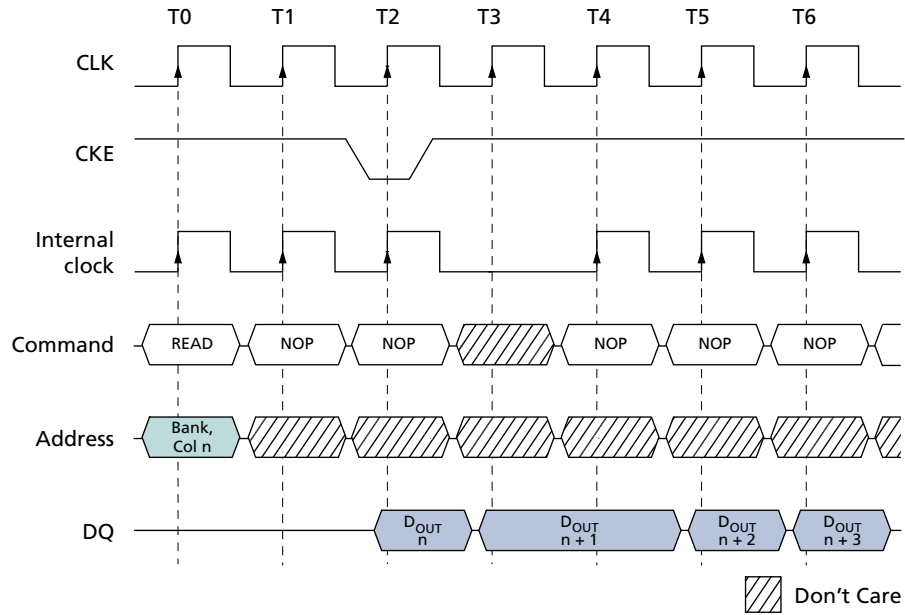 T0 T1 T2 T3 T4 T5 T6
CLK
CKE
Internal
clock
Command READ NOP NOP NOP NOP NOP
Address Bank,
Col n
DQ DOUT
n DOUT
n + 1 DOUT
n + 2 DOUT
n + 3
Don't Care